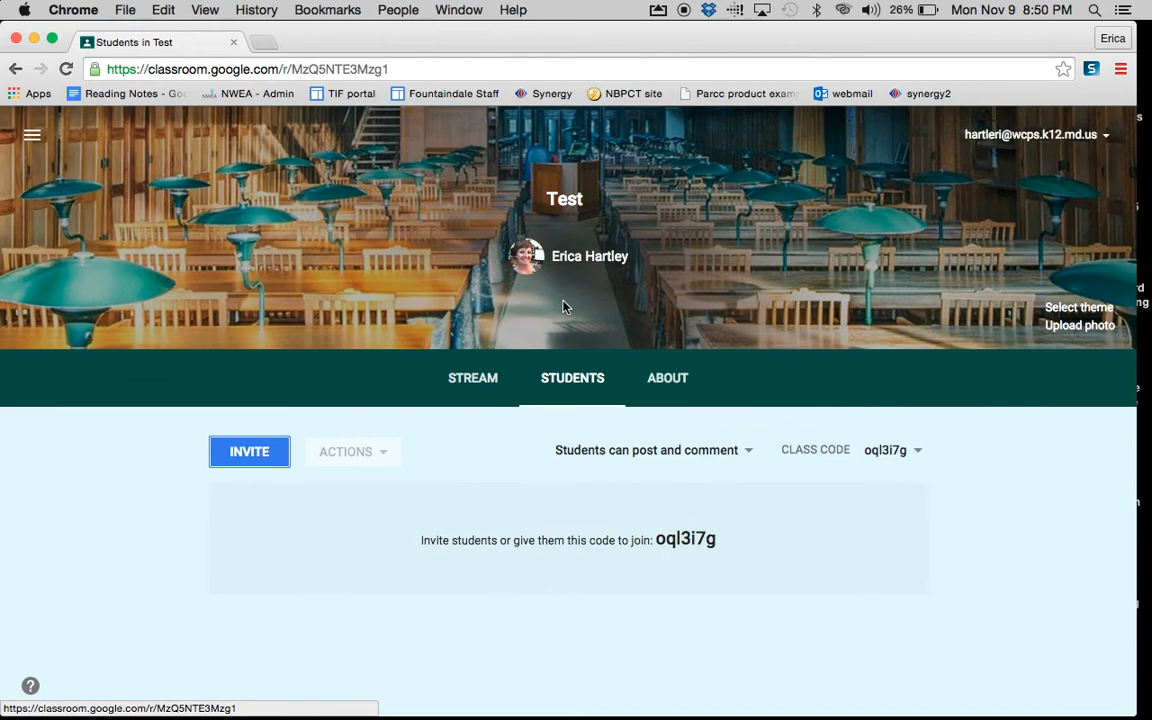 Chrome File Edit View History Bookmarks People Window Help 26% Mon Nov 9 8:50 PM
Students in Test Erica
https://classroom.google.com/r/MzQ5NTE3Mzg1
Apps Reading Notes - Goo NWEA - Admin TIF portal Fountaindale Staff Synergy NBPCT site Parcc product exam webmail synergy2
hartleri@wcps.k12.md.us
Test
Erica Hartley
Select theme
Upload photo
STREAM STUDENTS ABOUT
INVITE ACTIONS Students can post and comment CLASS CODE oql3i7g
Invite students or give them this code to join: oql3i7g
?
https://classroom.google.com/r/MzQ5NTE3Mzg1